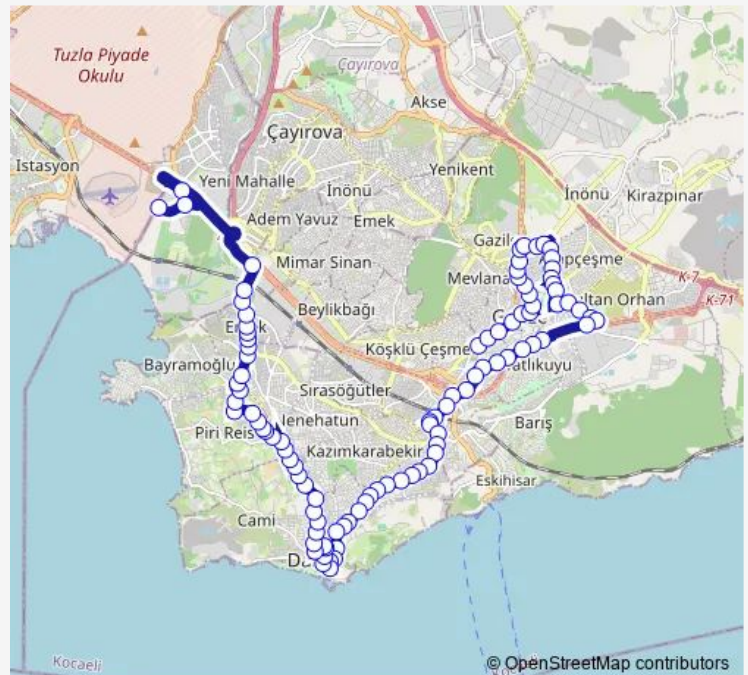 Tuzla Piyade
Okulu
Çayırova
Akse
Çayırova
Istasyon
Yeni Mahalle
Yenikent
İnönü
İnönü
Kirazpınar
Adem Yavuz
Emek
Mimar Sinan
Mevlana
K-7
K-71
Beylikbağı
Köşklü Çeşme
Bayramoğlu
Sırasöğütler
Piri Reis
Barış
Kazımkarabekir
Eskihisar
Cami
Kocaeli
© OpenStreetMap contributors